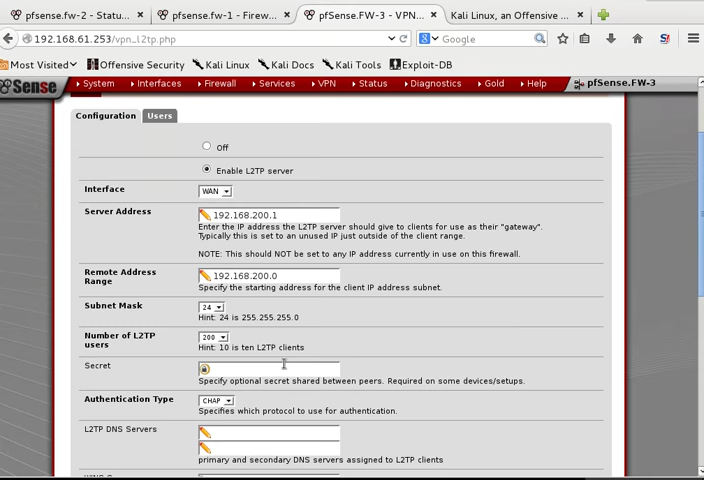 pfSense.fw-2 - Statu...
pfSense.fw-1 - Firew...
pfSense.FW-3 - VPN...
Kali Linux, an Offensive ...
192.168.61.253/vpn_l2tp.php
Google
Most Visited
Offensive Security
Kali Linux
Kali Docs
Kali Tools
Exploit-DB
Sense
System
Interfaces
Firewall
Services
VPN
Status
Diagnostics
Gold
Help
pfSense.FW-3
Configuration
Users
Off
Enable L2TP server
Interface
WAN
Server Address
192.168.200.1
Enter the IP address the L2TP server should give to clients for use as their "gateway".
Typically this is set to an unused IP just outside of the client range.
NOTE: This should NOT be set to any IP address currently in use on this firewall.
Remote Address
Range
192.168.200.0
Specify the starting address for the client IP address subnet.
Subnet Mask
24
Hint: 24 is 255.255.255.0
Number of L2TP
users
200
Hint: 10 is ten L2TP clients
Secret
Specify optional secret shared between peers. Required on some devices/setups.
Authentication Type
CHAP
Specifies which protocol to use for authentication.
L2TP DNS Servers
primary and secondary DNS servers assigned to L2TP clients